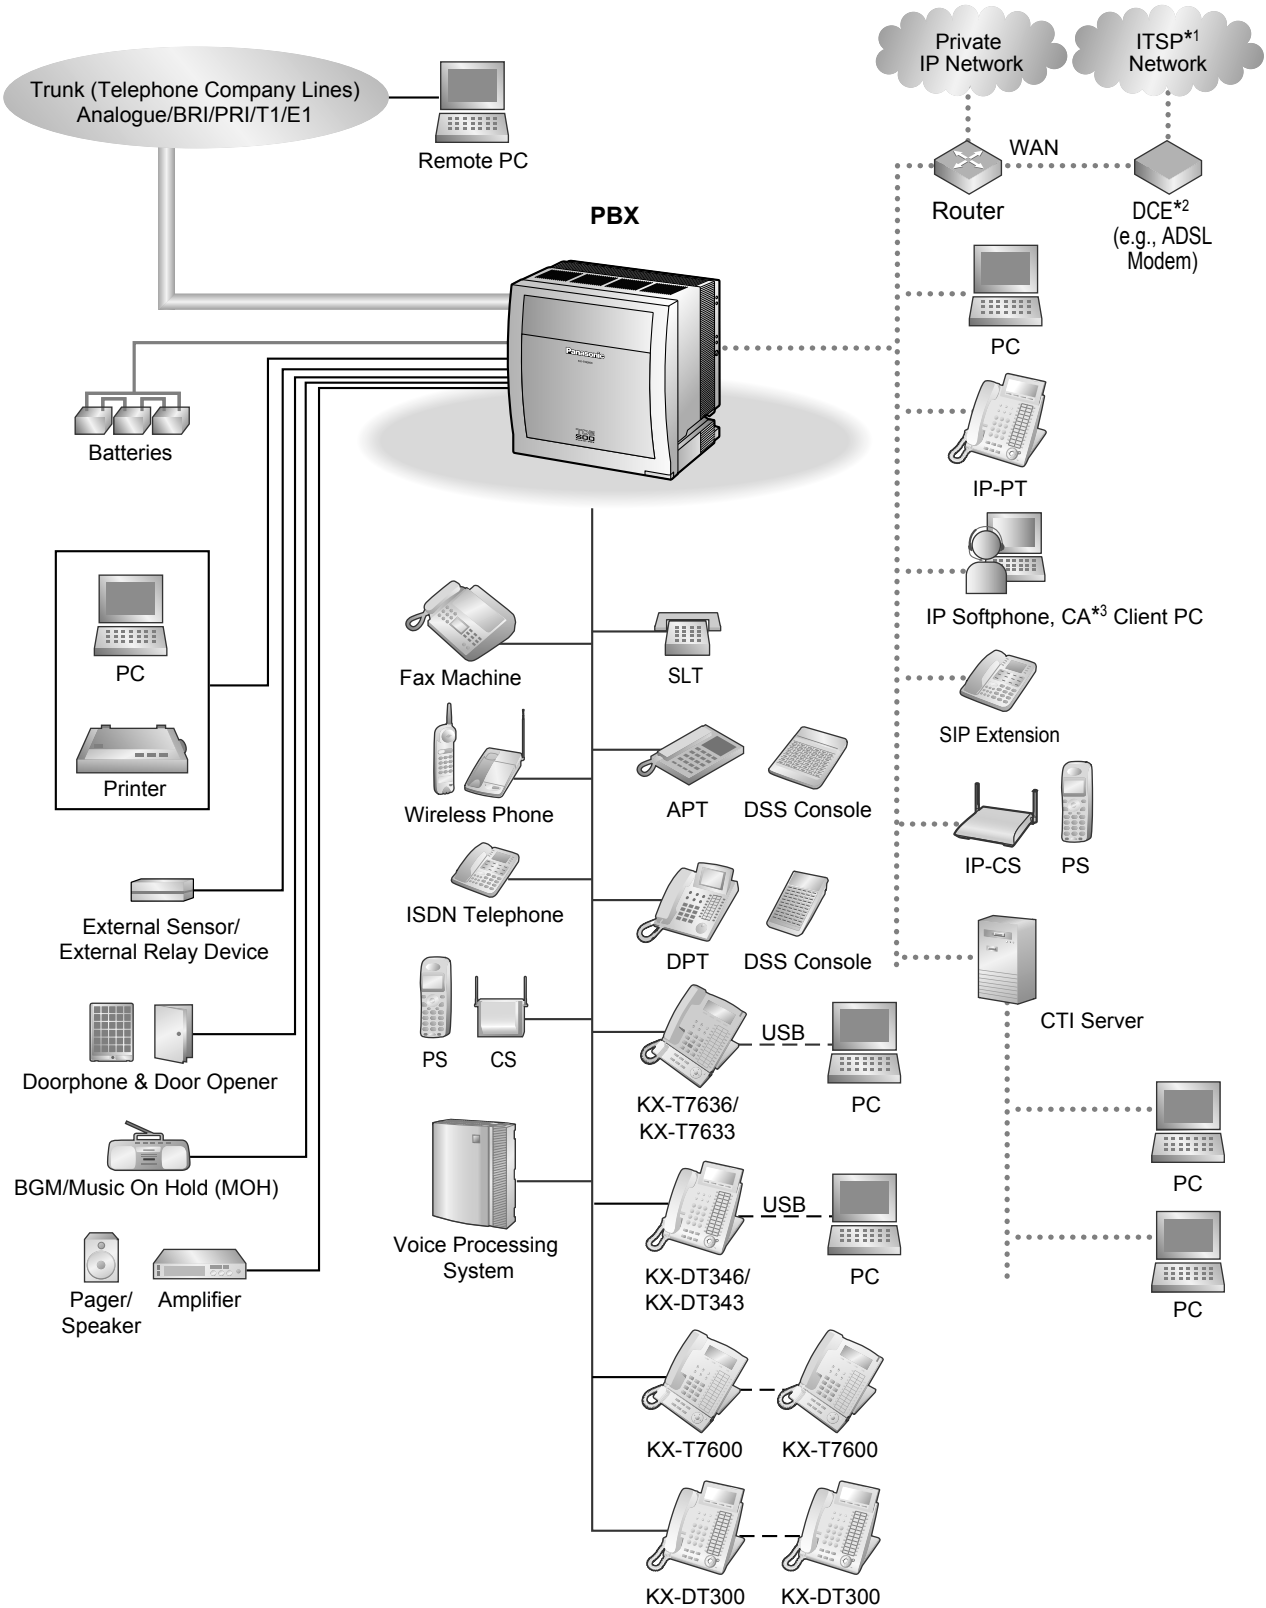 Private
IP Network
ITSP*1
Network
Trunk (Telephone Company Lines)
Analogue/BRI/PRI/T1/E1
Remote PC
WAN
Router
DCE*2
(e.g., ADSL
Modem)
PBX
Panasonic
TDE
600
PC
Batteries
IP-PT
PC
Printer
Fax Machine
SLT
IP Softphone, CA*3 Client PC
SIP Extension
Wireless Phone
APT
DSS Console
IP-CS
PS
External Sensor/
External Relay Device
ISDN Telephone
DPT
DSS Console
CTI Server
Doorphone & Door Opener
PS
CS
USB
KX-T7636/
KX-T7633
PC
PC
BGM/Music On Hold (MOH)
Voice Processing
System
USB
KX-DT346/
KX-DT343
PC
PC
Pager/
Speaker
Amplifier
KX-T7600
KX-T7600
KX-DT300
KX-DT300